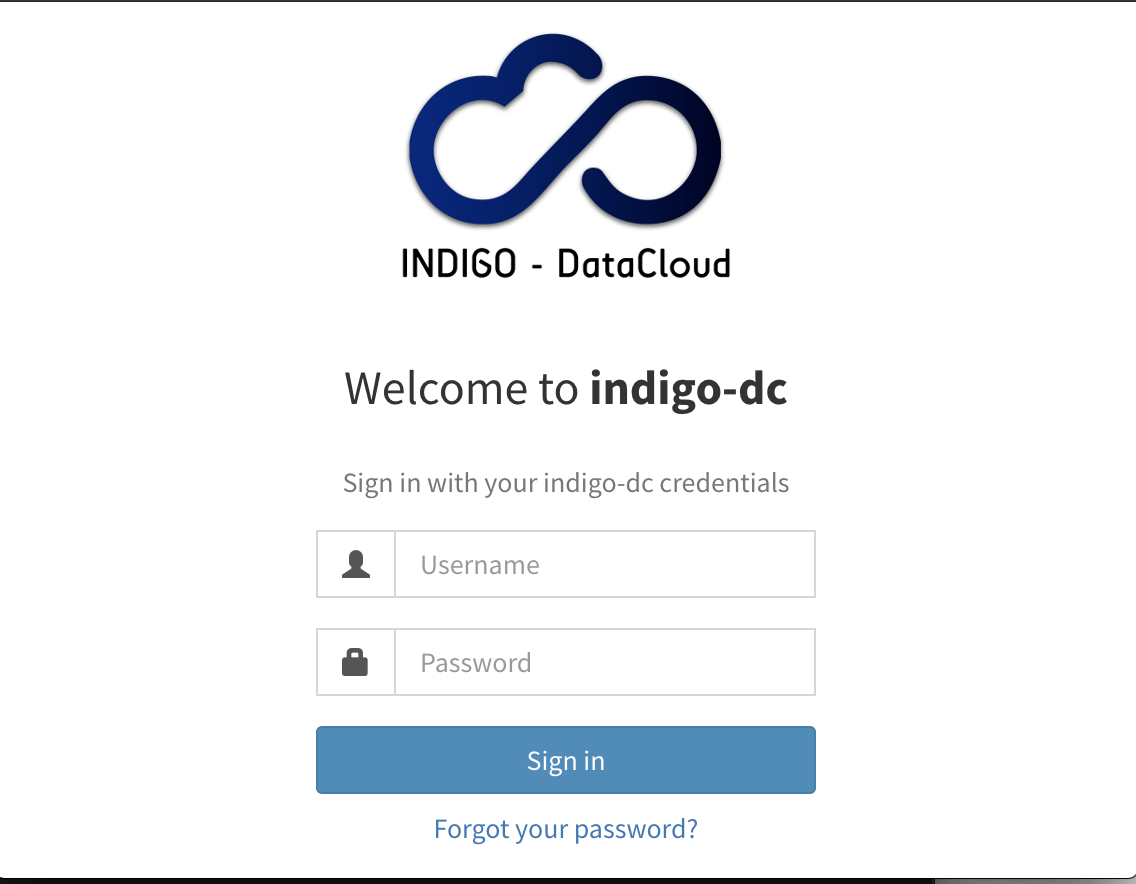 INDIGO - DataCloud
Welcome to indigo-dc
Sign in with your indigo-dc credentials
Username
Password
Sign in
Forgot your password?